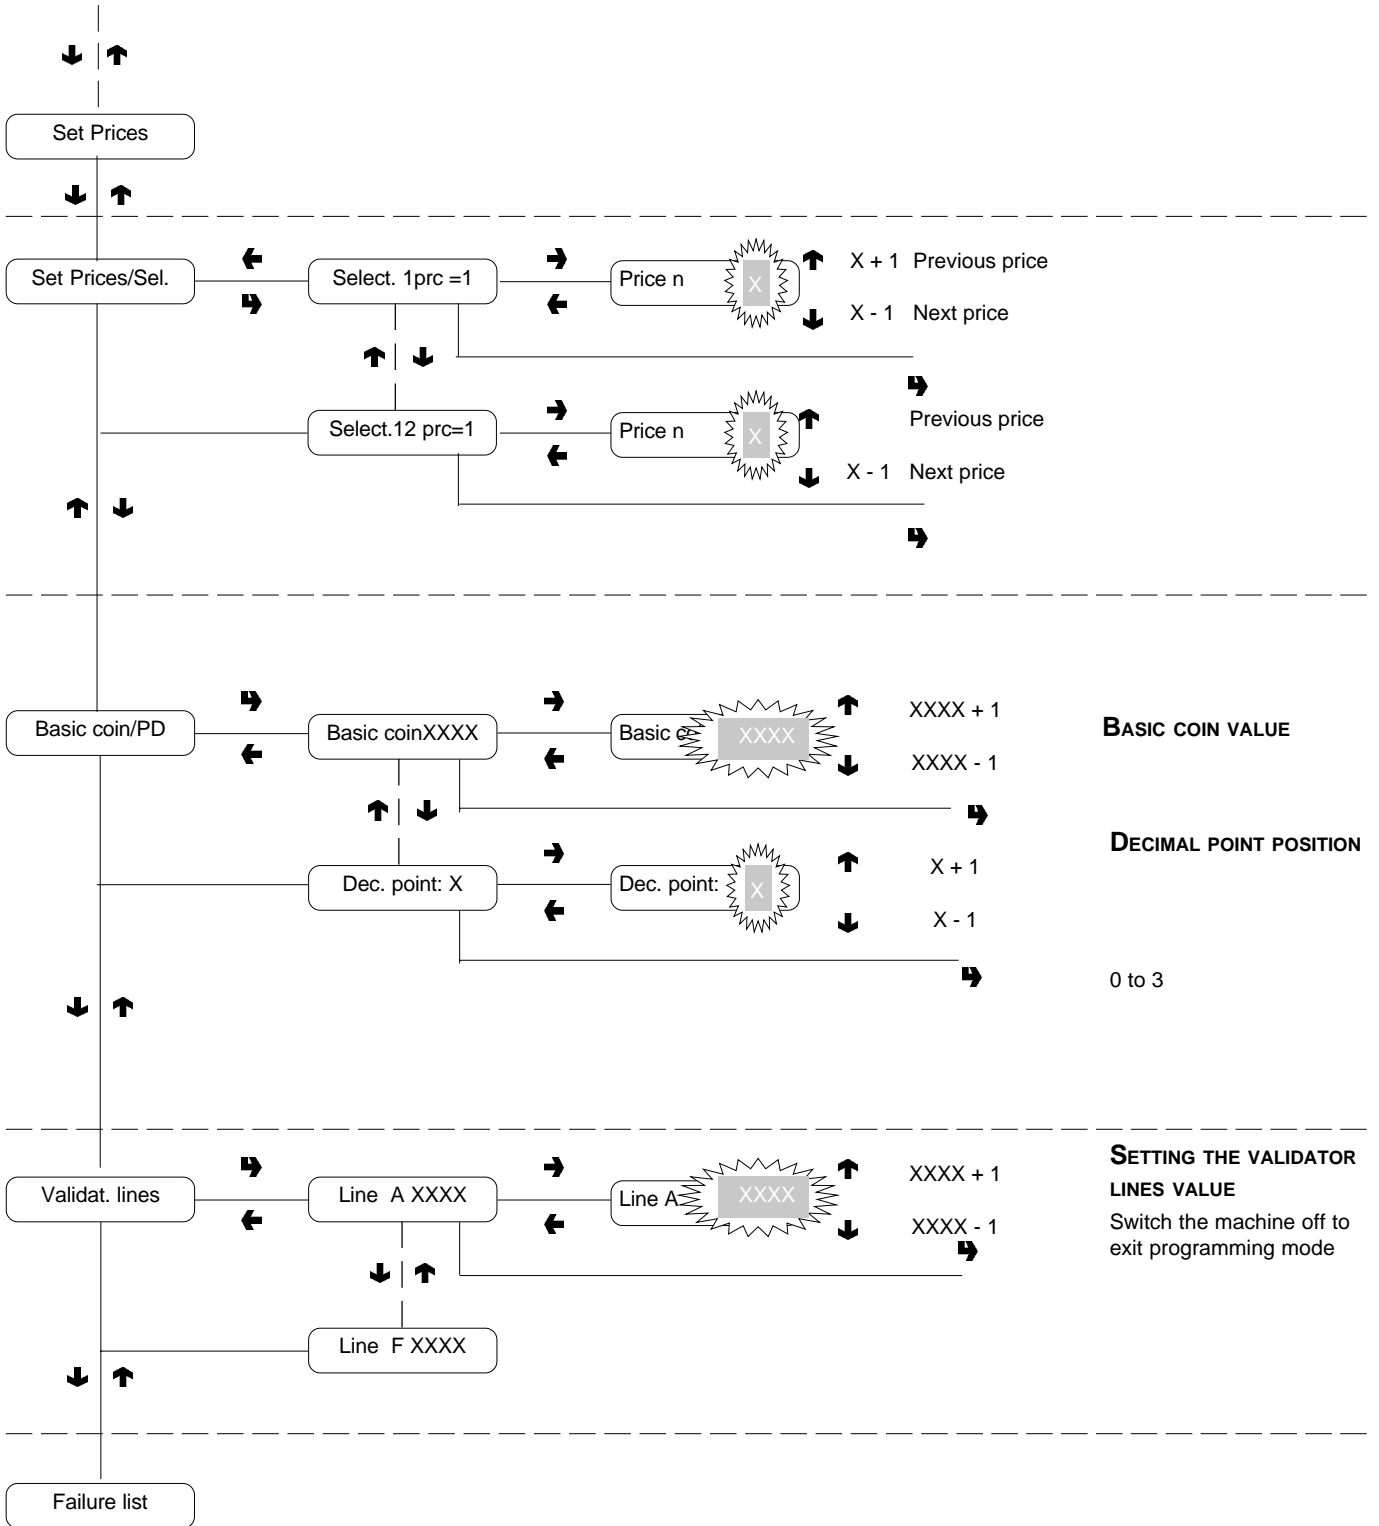 Set Prices
Set Prices/Sel.
Select. 1prc =1
Price n
X
X + 1 Previous price
X - 1 Next price
Select.12 prc=1
Price n
X
Previous price
X - 1 Next price
Basic coin/PD
Basic coinXXXX
Basic c
XXXX
XXXX + 1
XXXX - 1
BASIC COIN VALUE
Dec. point: X
Dec. point:
X
X + 1
X - 1
DECIMAL POINT POSITION
0 to 3
Validat. lines
Line A XXXX
Line A
XXXX
XXXX + 1
XXXX - 1
SETTING THE VALIDATOR
LINES VALUE
Switch the machine off to
exit programming mode
Line F XXXX
Failure list